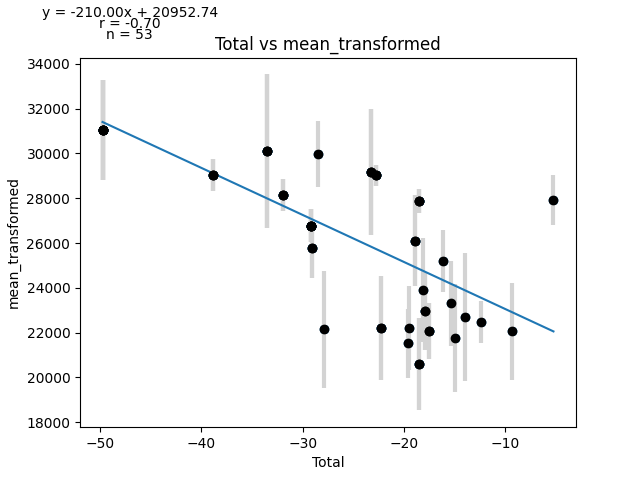 y = -210.00x + 20952.74
r = -0.70
n = 53
Total vs mean_transformed
34000
32000
30000
28000
26000
24000
22000
20000
18000
mean_transformed
−50
−40
−30
−20
−10
Total